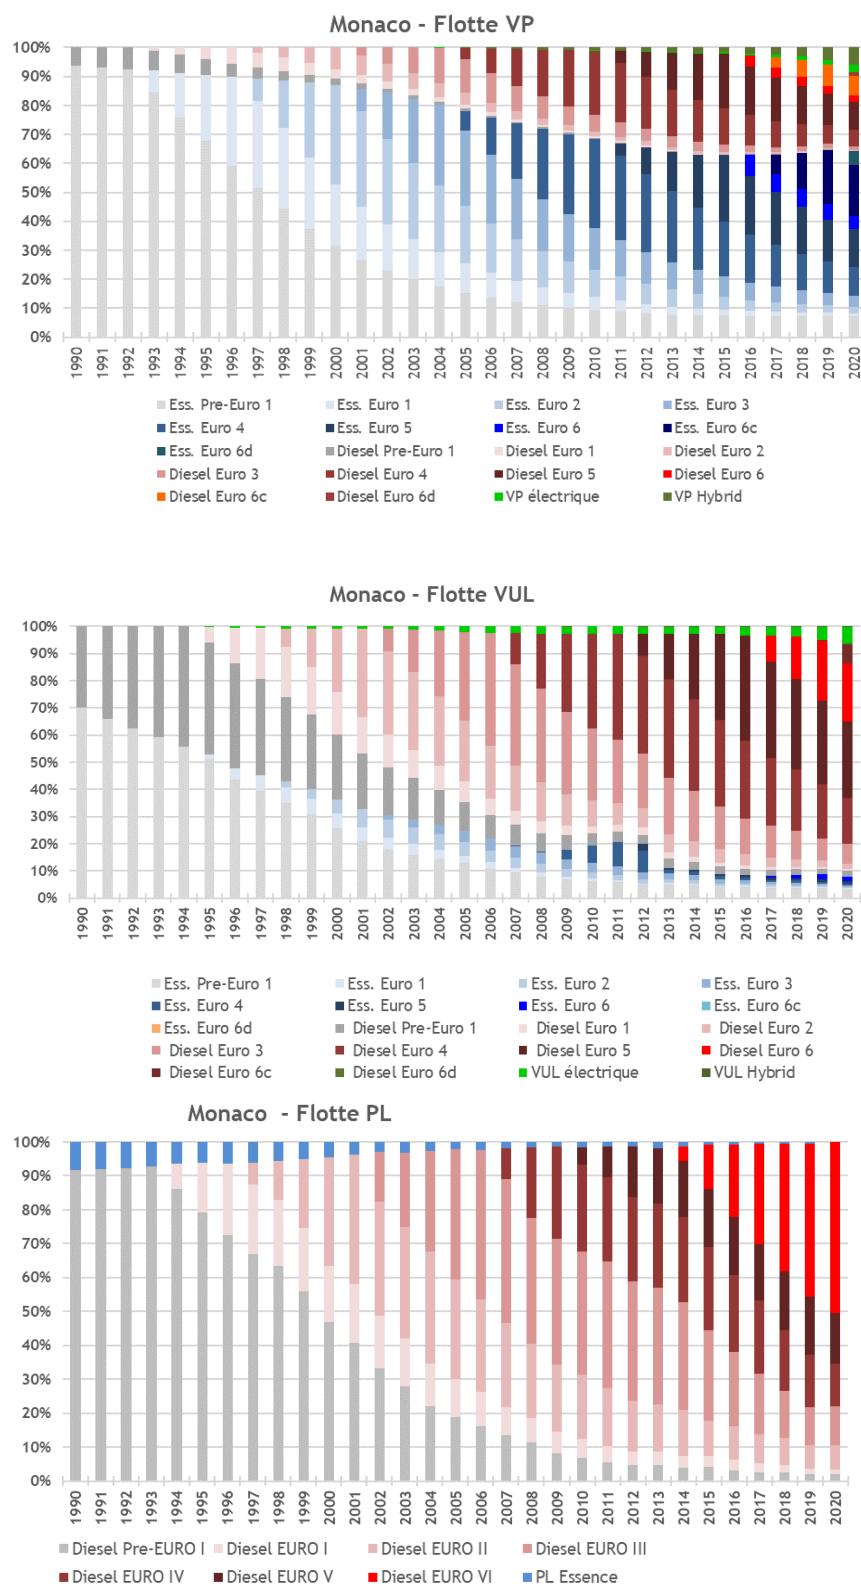 Monaco - Flotte VP
100%
90%
80%
70%
60%
50%
40%
30%
20%
10%
0%
1990 1991 1992 1993 1994 1995 1996 1997 1998 1999 2000 2001 2002 2003 2004 2005 2006 2007 2008 2009 2010 2011 2012 2013 2014 2015 2016 2017 2018 2019 2020
Ess. Pre-Euro 1 Ess. Euro 1 Ess. Euro 2 Ess. Euro 3
Ess. Euro 4 Ess. Euro 5 Ess. Euro 6 Ess. Euro 6c
Ess. Euro 6d Diesel Pre-Euro 1 Diesel Euro 1 Diesel Euro 2
Diesel Euro 3 Diesel Euro 4 Diesel Euro 5 Diesel Euro 6
Diesel Euro 6c Diesel Euro 6d VP électrique VP Hybrid
Monaco - Flotte VUL
100%
90%
80%
70%
60%
50%
40%
30%
20%
10%
0%
1990 1991 1992 1993 1994 1995 1996 1997 1998 1999 2000 2001 2002 2003 2004 2005 2006 2007 2008 2009 2010 2011 2012 2013 2014 2015 2016 2017 2018 2019 2020
Ess. Pre-Euro 1 Ess. Euro 1 Ess. Euro 2 Ess. Euro 3
Ess. Euro 4 Ess. Euro 5 Ess. Euro 6 Ess. Euro 6c
Ess. Euro 6d Diesel Pre-Euro 1 Diesel Euro 1 Diesel Euro 2
Diesel Euro 3 Diesel Euro 4 Diesel Euro 5 Diesel Euro 6
Diesel Euro 6c Diesel Euro 6d VUL électrique VUL Hybrid
Monaco - Flotte PL
100%
90%
80%
70%
60%
50%
40%
30%
20%
10%
0%
1990 1991 1992 1993 1994 1995 1996 1997 1998 1999 2000 2001 2002 2003 2004 2005 2006 2007 2008 2009 2010 2011 2012 2013 2014 2015 2016 2017 2018 2019 2020
Diesel Pre-EURO I Diesel EURO I Diesel EURO II Diesel EURO III
Diesel EURO IV Diesel EURO V Diesel EURO VI PL Essence